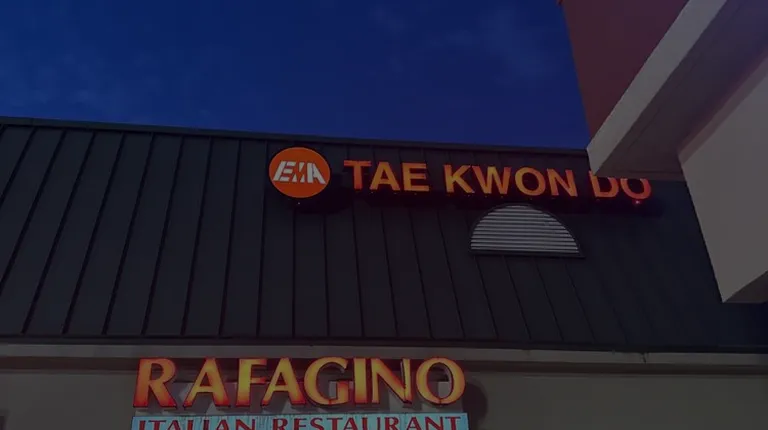 EMA TAE KWON DO
RAFAGINO
ITALIAN RESTAURANT